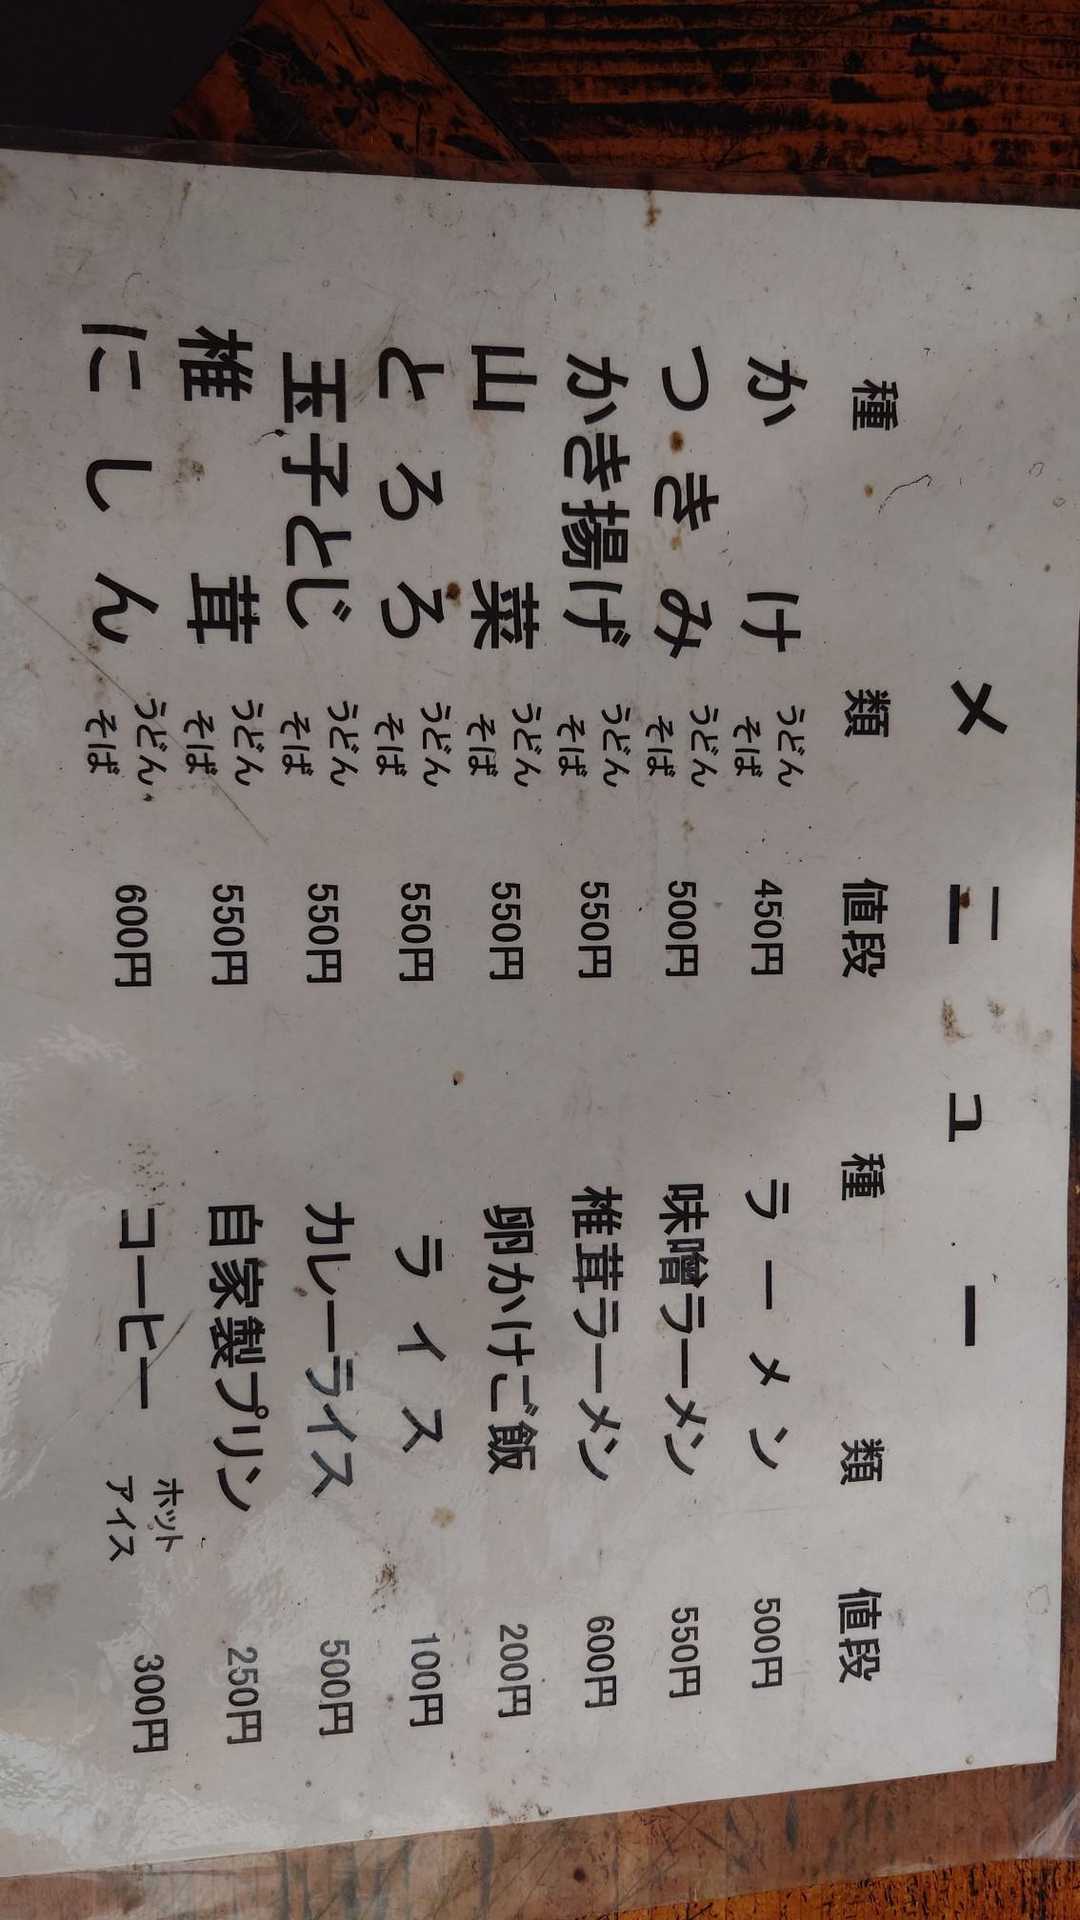 メニュー
種類 値段 種類 値段
かけ うどん そば 450円 ラーメン 500円
つきみ うどん そば 500円 味噌ラーメン 550円
かき揚げ うどん そば 550円 椎茸ラーメン 600円
山菜 うどん そば 550円 卵かけご飯 200円
とろろ うどん そば 550円 ライス 100円
玉子とじ うどん そば 550円 カレーライス 500円
椎茸 うどん そば 550円 自家製プリン 250円
にしん うどん そば 600円 コーヒー ホット アイス 300円